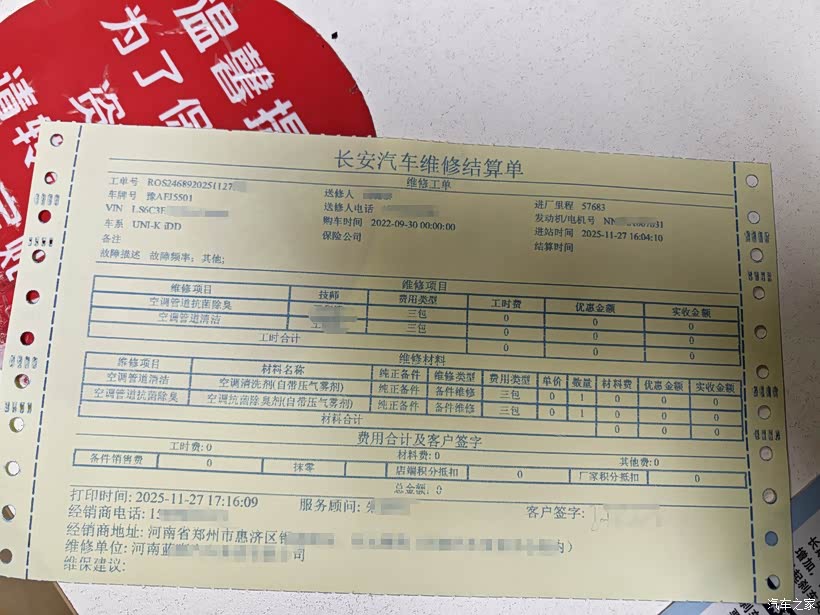 温馨提
为了保
请
资
长安汽车维修结算单
维修工单
工单号 ROS2468920251127
送修人
进厂里程 57683
车牌号 豫AFJ5501
送修人电话
发动机/电机号
VIN LS6C3E
购车时间 2022-09-30 00:00:00
进站时间 2025-11-27 16:04:10
车系 UNI-K iDD
保险公司
结算时间
备注
故障描述 故障频率: 其他;
维修项目
维修项目 技师 费用类型 工时费 优惠金额 实收金额
空调管道抗菌除臭 三包 0 0 0
空调管道清洁 三包 0 0 0
工时合计 0 0 0
维修材料
维修项目 材料名称 纯正备件 维修类型 费用类型 单价 数量 材料费 优惠金额 实收金额
空调管道清洁 空调清洗剂(自带压气雾剂) 纯正备件 备件维修 三包 0 1 0 0 0
空调管道抗菌除臭 空调抗菌除臭剂(自带压气雾剂) 纯正备件 备件维修 三包 0 1 0 0 0
材料合计 0 0 0
费用合计及客户签字
工时费: 0 材料费: 0 其他费: 0
备件销售费 0 抹零 店端积分抵扣 0 厂家积分抵扣 0
总金额: 0
打印时间: 2025-11-27 17:16:09 服务顾问: 客户签字:
经销商电话: 15
经销商地址: 河南省郑州市惠济区 内)
维修单位: 河南 司
维保建议:
长
增加,
汽车之家